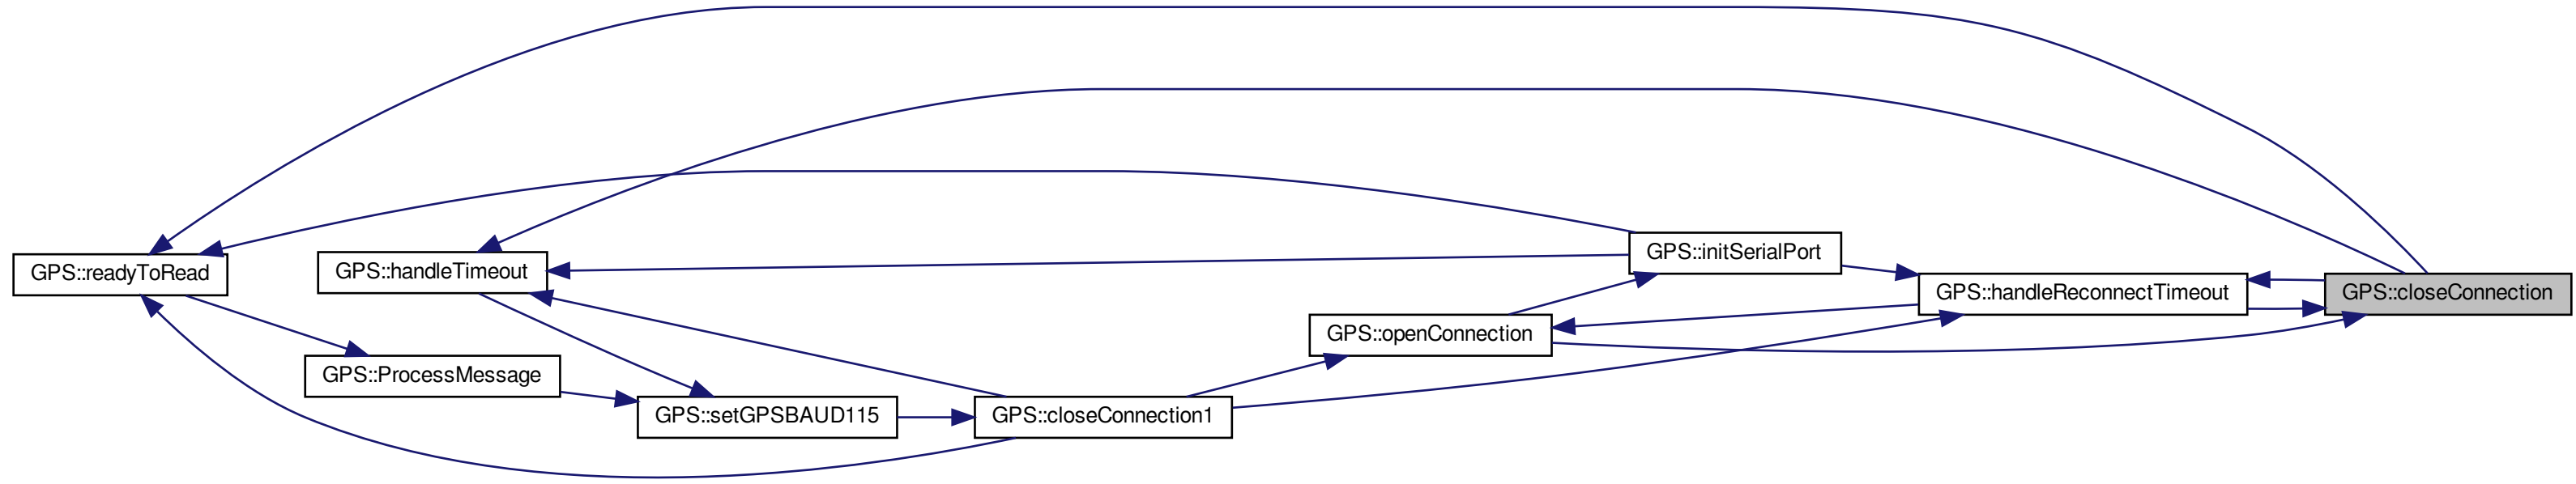 GPS::readyToRead
GPS::handleTimeout
GPS::initSerialPort
GPS::handleReconnectTimeout
GPS::closeConnection
GPS::openConnection
GPS::ProcessMessage
GPS::setGPSBAUD115
GPS::closeConnection1